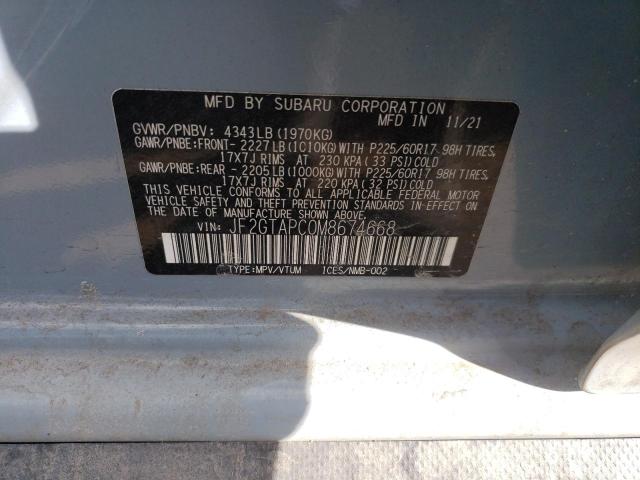 MFD BY SUBARU CORPORATION
MFD IN 11/21
GVWR/PNBV: 4343LB (1970KG)
GAWR/PNBE:FRONT- 2227LB (1010KG) WITH P225/60R17 98H TIRES,
17X7J RIMS AT 230 KPA (33 PSI) COLD
GAWR/PNBE:REAR - 2205LB (1000KG) WITH P225/60R17 98H TIRES,
17X7J RIMS AT 220 KPA (32 PSI) COLD
THIS VEHICLE CONFORMS TO ALL APPLICABLE FEDERAL MOTOR
VEHICLE SAFETY, BUMPER, AND THEFT PREVENTION STANDARDS
IN EFFECT ON THE DATE OF MANUFACTURE SHOWN ABOVE.
VIN: JF2GTAPC0M8674668
TYPE:MPV/VTUM ICES/NMB-002